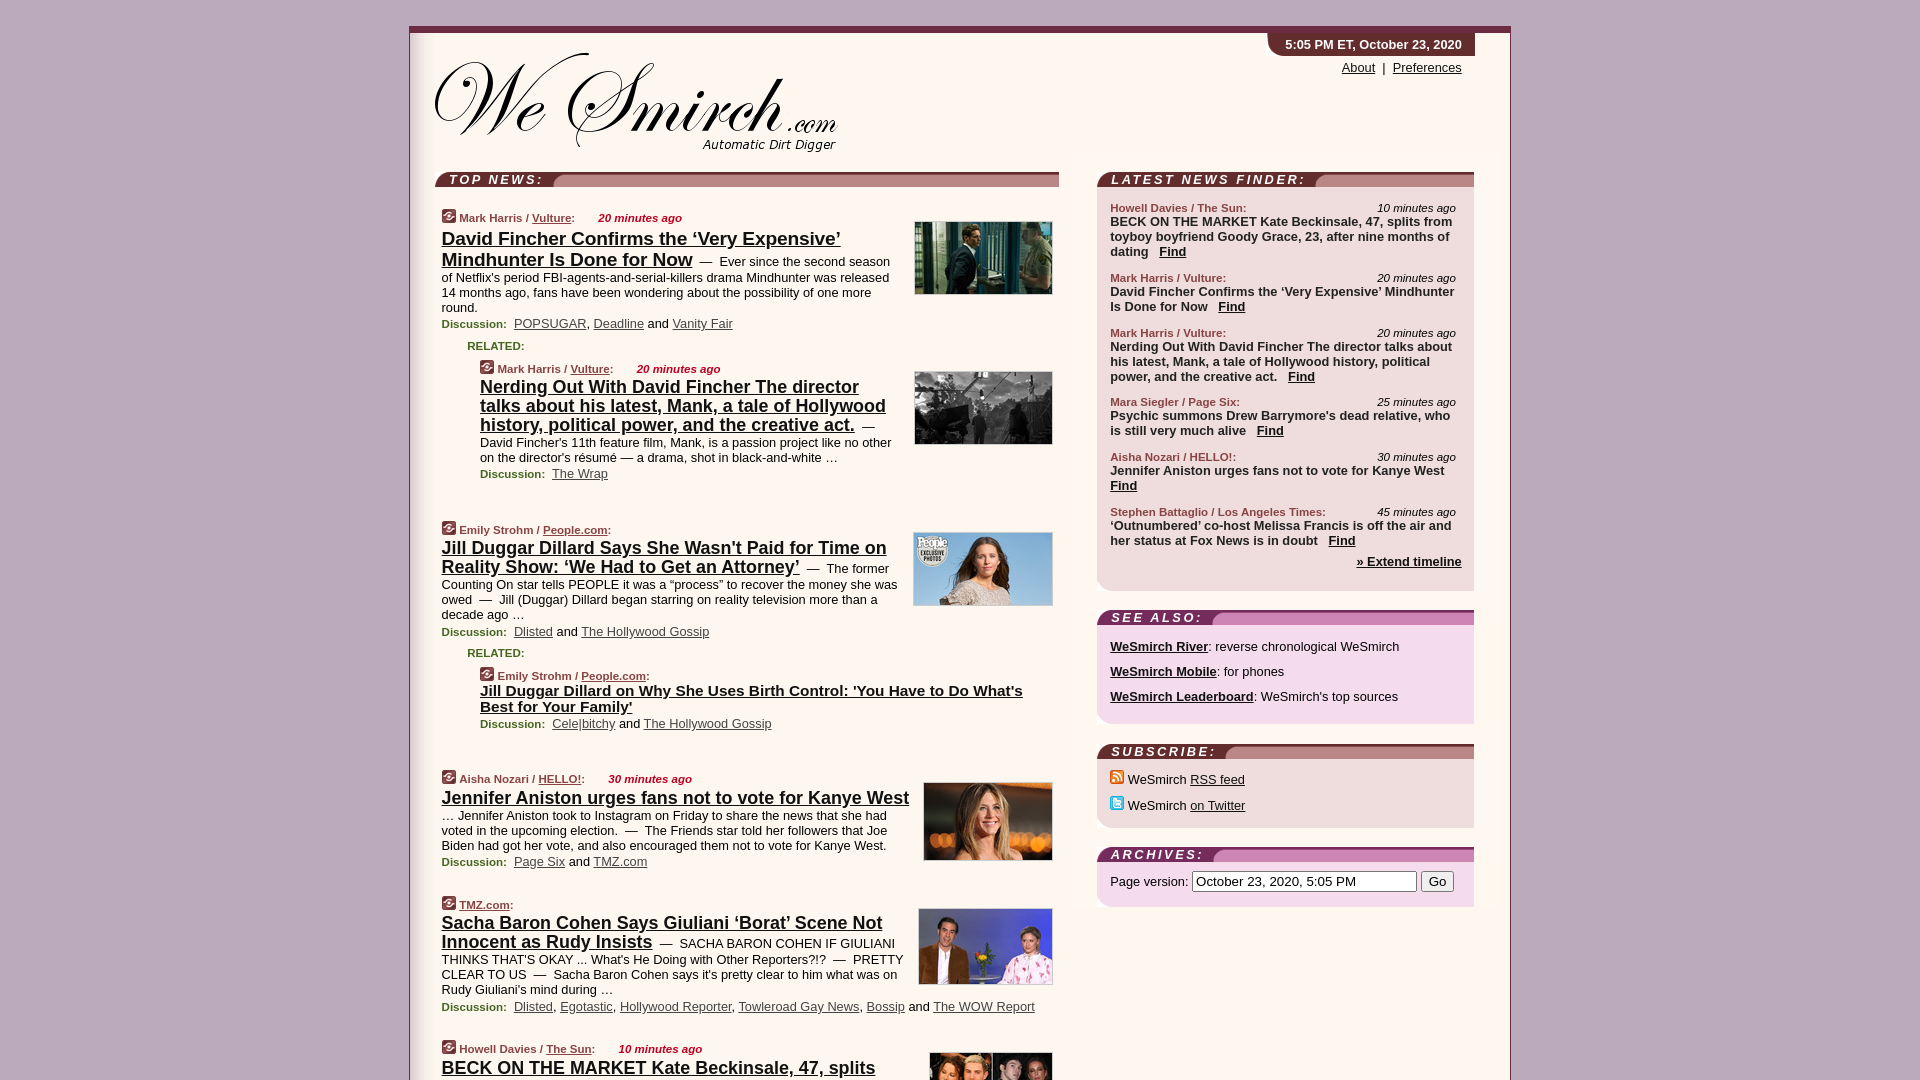 5:05 PM ET, October 23, 2020
About | Preferences
We Smirch.com
Automatic Dirt Digger
TOP NEWS:
Mark Harris / Vulture: 20 minutes ago
David Fincher Confirms the ‘Very Expensive’
Mindhunter Is Done for Now — Ever since the second season
of Netflix's period FBI-agents-and-serial-killers drama Mindhunter was released
14 months ago, fans have been wondering about the possibility of one more
round.
Discussion: POPSUGAR, Deadline and Vanity Fair
RELATED:
Mark Harris / Vulture: 20 minutes ago
Nerding Out With David Fincher The director
talks about his latest, Mank, a tale of Hollywood
history, political power, and the creative act. —
David Fincher's 11th feature film, Mank, is a passion project like no other
on the director's résumé — a drama, shot in black-and-white …
Discussion: The Wrap
Emily Strohm / People.com:
Jill Duggar Dillard Says She Wasn't Paid for Time on
Reality Show: ‘We Had to Get an Attorney’ — The former
Counting On star tells PEOPLE it was a “process” to recover the money she was
owed — Jill (Duggar) Dillard began starring on reality television more than a
decade ago …
People
EXCLUSIVE
PHOTOS
Discussion: Dlisted and The Hollywood Gossip
RELATED:
Emily Strohm / People.com:
Jill Duggar Dillard on Why She Uses Birth Control: 'You Have to Do What's
Best for Your Family'
Discussion: Cele|bitchy and The Hollywood Gossip
Aisha Nozari / HELLO!: 30 minutes ago
Jennifer Aniston urges fans not to vote for Kanye West
… Jennifer Aniston took to Instagram on Friday to share the news that she had
voted in the upcoming election. — The Friends star told her followers that Joe
Biden had got her vote, and also encouraged them not to vote for Kanye West.
Discussion: Page Six and TMZ.com
TMZ.com:
Sacha Baron Cohen Says Giuliani ‘Borat’ Scene Not
Innocent as Rudy Insists — SACHA BARON COHEN IF GIULIANI
THINKS THAT'S OKAY ... What's He Doing with Other Reporters?!? — PRETTY
CLEAR TO US — Sacha Baron Cohen says it's pretty clear to him what was on
Rudy Giuliani's mind during …
Discussion: Dlisted, Egotastic, Hollywood Reporter, Towleroad Gay News, Bossip and The WOW Report
Howell Davies / The Sun: 10 minutes ago
BECK ON THE MARKET Kate Beckinsale, 47, splits
LATEST NEWS FINDER:
Howell Davies / The Sun: 10 minutes ago
BECK ON THE MARKET Kate Beckinsale, 47, splits from
toyboy boyfriend Goody Grace, 23, after nine months of
dating Find
Mark Harris / Vulture: 20 minutes ago
David Fincher Confirms the ‘Very Expensive’ Mindhunter
Is Done for Now Find
Mark Harris / Vulture: 20 minutes ago
Nerding Out With David Fincher The director talks about
his latest, Mank, a tale of Hollywood history, political
power, and the creative act. Find
Mara Siegler / Page Six: 25 minutes ago
Psychic summons Drew Barrymore's dead relative, who
is still very much alive Find
Aisha Nozari / HELLO!: 30 minutes ago
Jennifer Aniston urges fans not to vote for Kanye West
Find
Stephen Battaglio / Los Angeles Times: 45 minutes ago
‘Outnumbered’ co-host Melissa Francis is off the air and
her status at Fox News is in doubt Find
» Extend timeline
SEE ALSO:
WeSmirch River: reverse chronological WeSmirch
WeSmirch Mobile: for phones
WeSmirch Leaderboard: WeSmirch's top sources
SUBSCRIBE:
WeSmirch RSS feed
WeSmirch on Twitter
ARCHIVES:
Page version: October 23, 2020, 5:05 PM Go